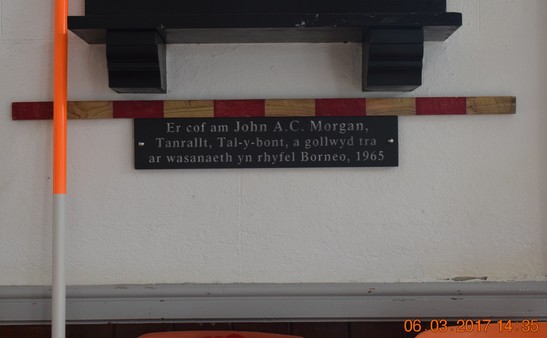 Er cof am John A.C. Morgan,
Tanrallt, Tal-y-bont, a gollwyd tra
ar wasanaeth yn rhyfel Borneo, 1965
06.03.2017 14:35